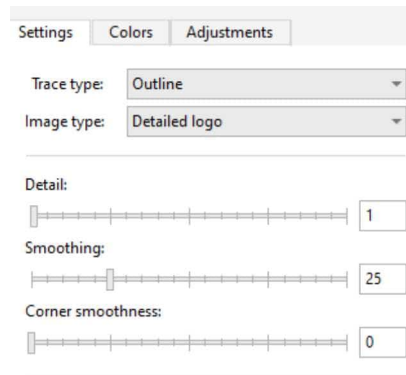 Settings Colors Adjustments
Trace type: Outline
Image type: Detailed logo
Detail:
1
Smoothing:
25
Corner smoothness:
0